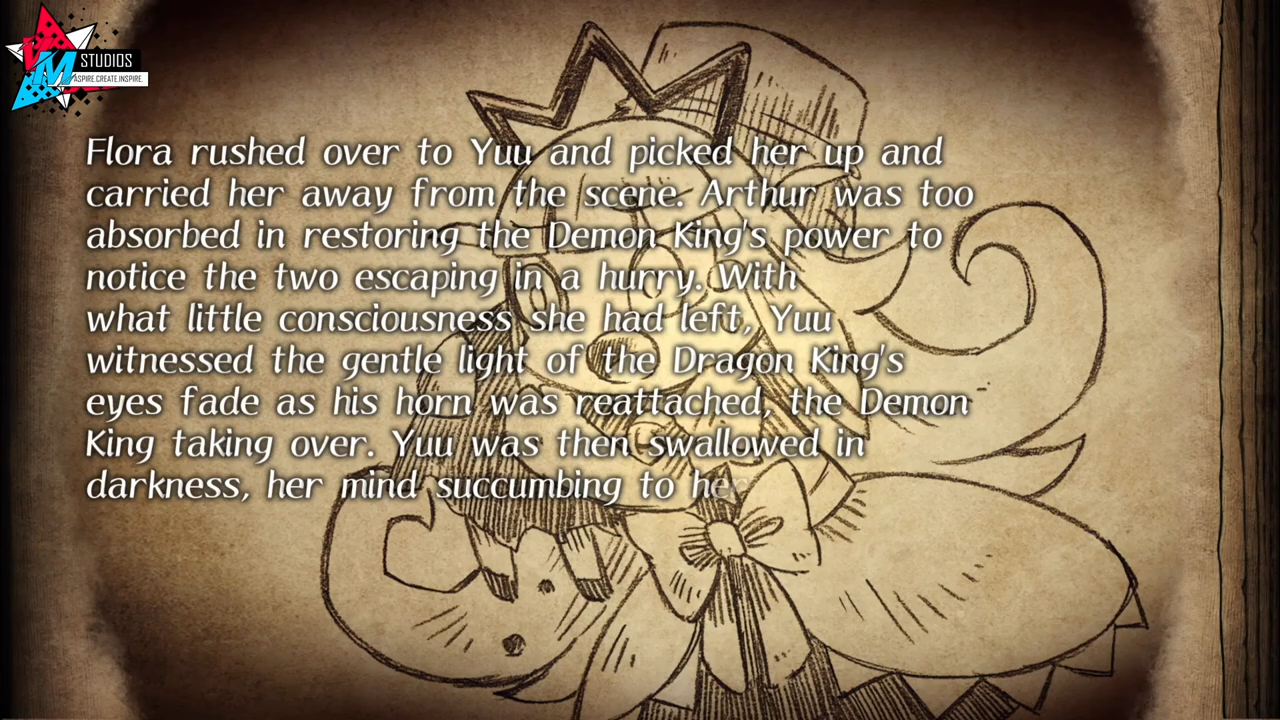 VM
STUDIOS
ASPIRE.CREATE.INSPIRE.
Flora rushed over to Yuu and picked her up and
carried her away from the scene. Arthur was too
absorbed in restoring the Demon King's power to
notice the two escaping in a hurry. With
what little consciousness she had left, Yuu
witnessed the gentle light of the Dragon King's
eyes fade as his horn was reattached, the Demon
King taking over. Yuu was then swallowed in
darkness, her mind succumbing to her